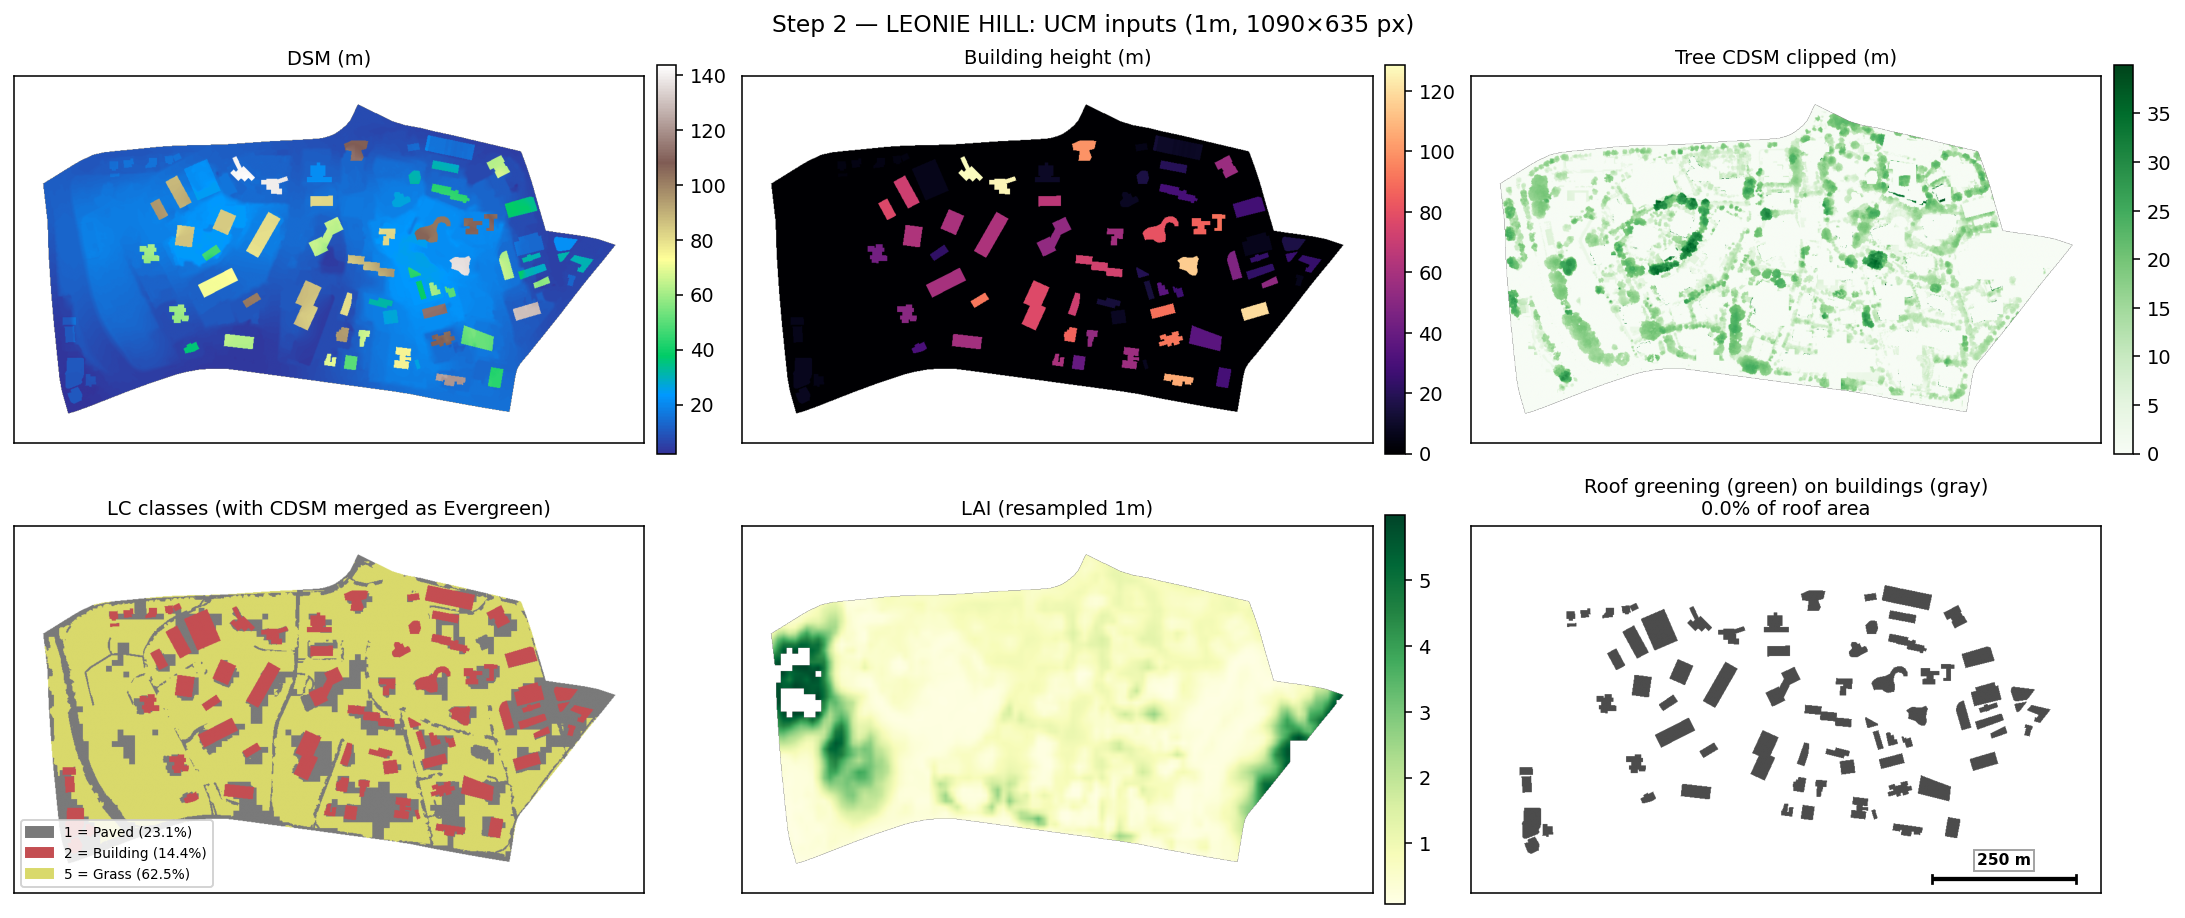 Step 2 — LEONIE HILL: UCM inputs (1m, 1090×635 px)
DSM (m)
140
120
100
80
60
40
20
Building height (m)
120
100
80
60
40
20
0
Tree CDSM clipped (m)
35
30
25
20
15
10
5
0
LC classes (with CDSM merged as Evergreen)
1 = Paved (23.1%)
2 = Building (14.4%)
5 = Grass (62.5%)
LAI (resampled 1m)
5
4
3
2
1
Roof greening (green) on buildings (gray)
0.0% of roof area
250 m